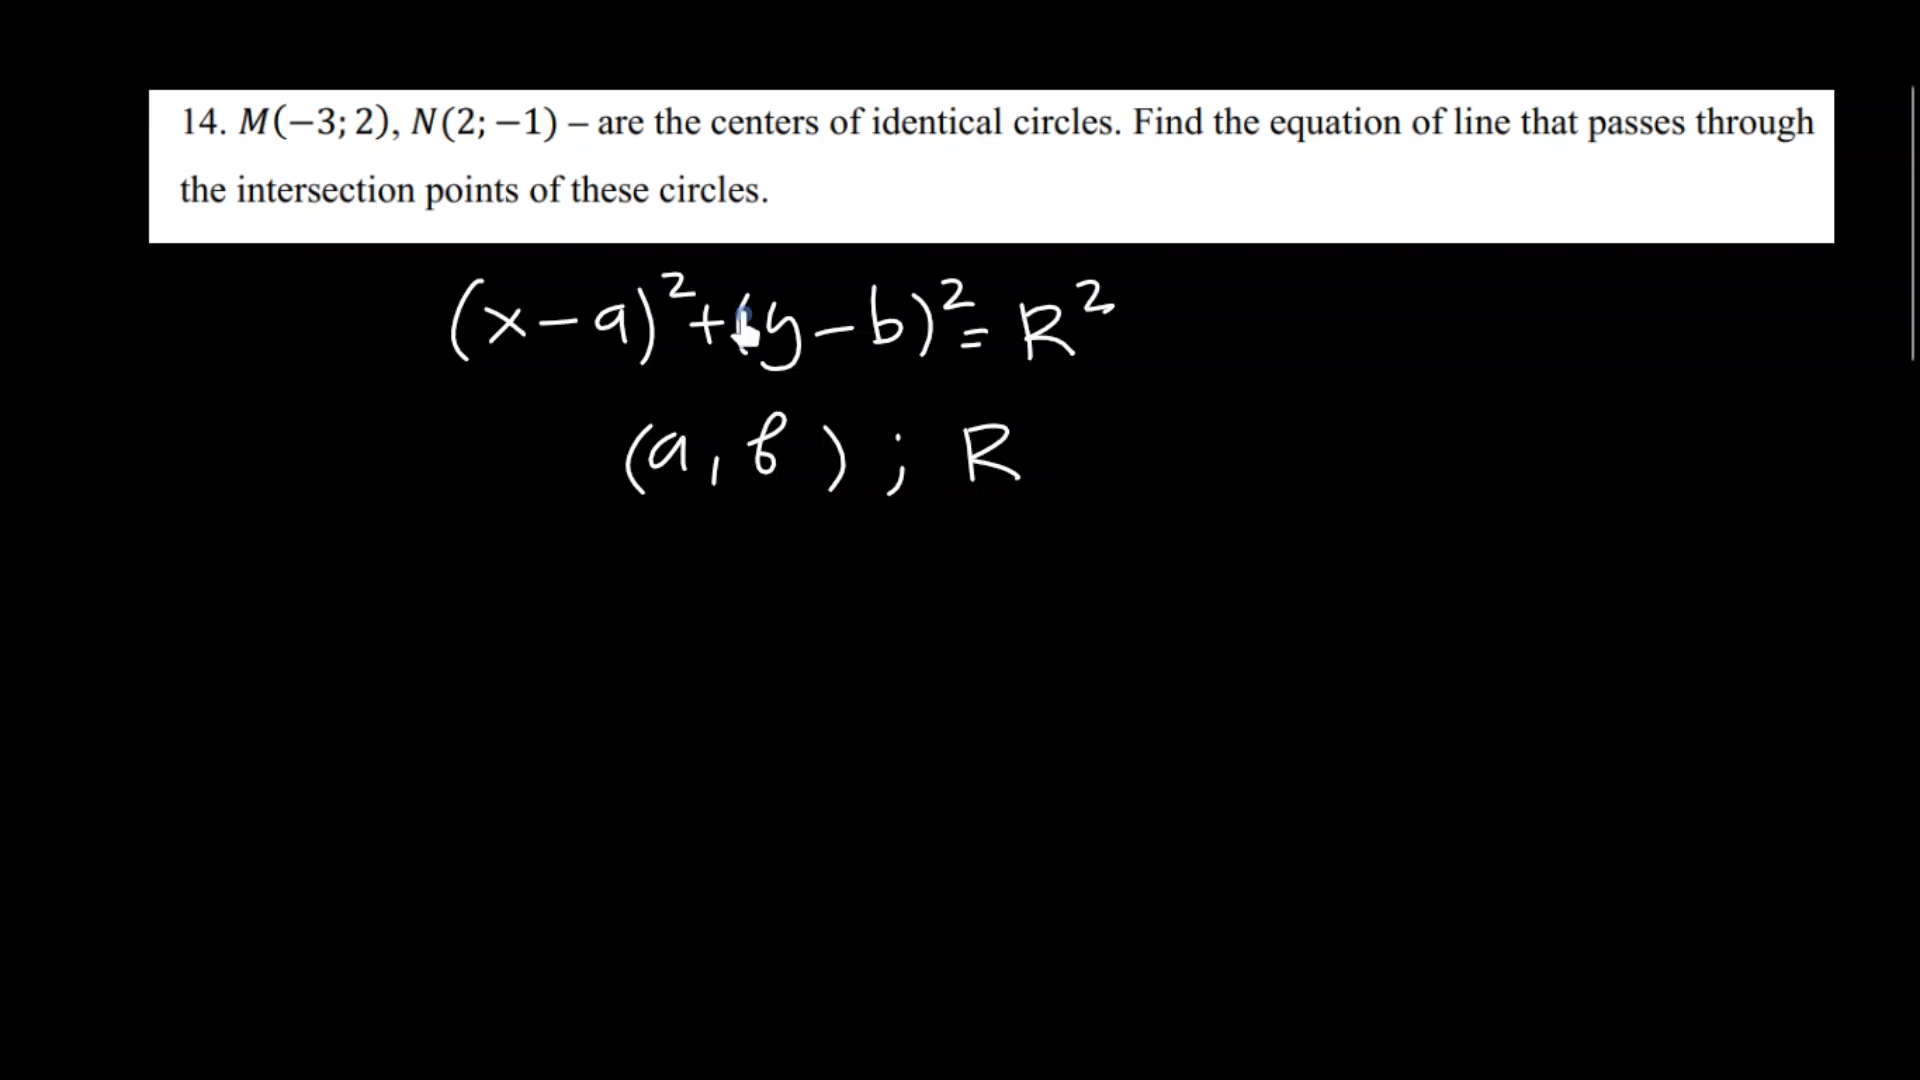 14. M(−3; 2), N(2; −1) – are the centers of identical circles. Find the equation of line that passes through
the intersection points of these circles.
(x−a)²+(y−b)²=R²
(a, b); R